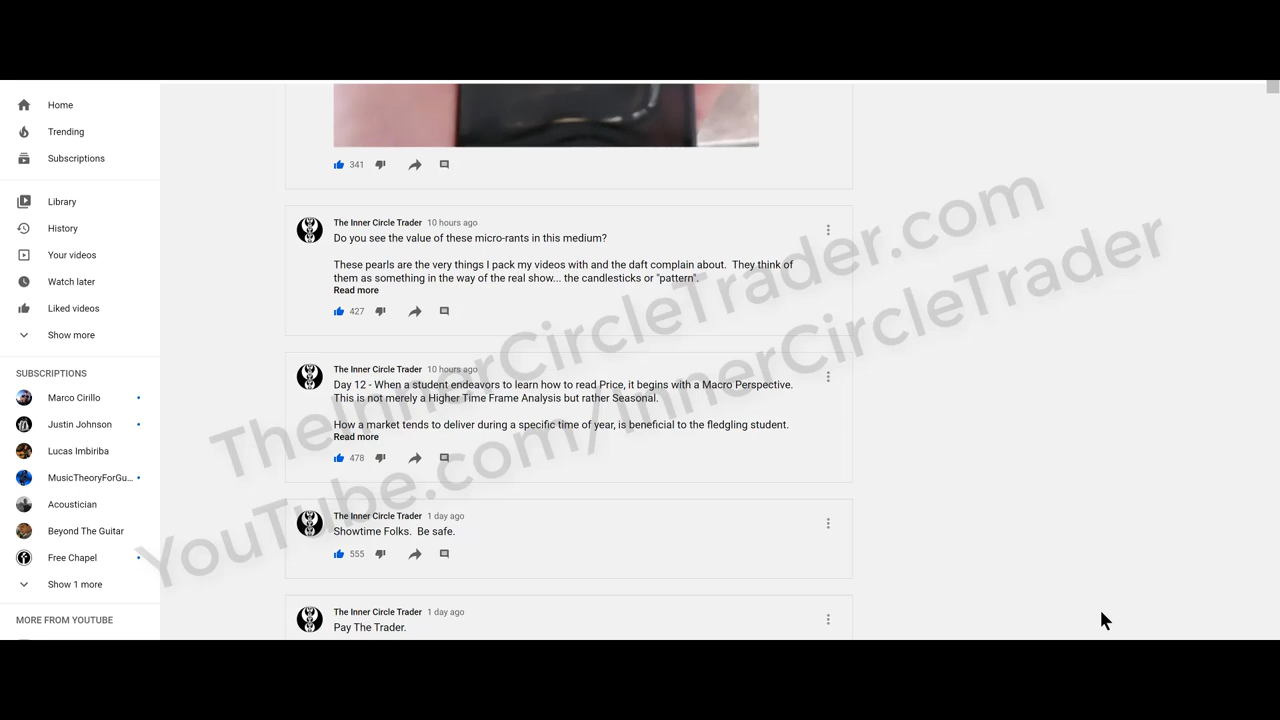 Home
Trending
Subscriptions
Library
History
Your videos
Watch later
Liked videos
Show more
SUBSCRIPTIONS
Marco Cirillo
Justin Johnson
Lucas Imbiriba
MusicTheoryForGu...
Acoustician
Beyond The Guitar
Free Chapel
Show 1 more
MORE FROM YOUTUBE
341
The Inner Circle Trader 10 hours ago
Do you see the value of these micro-rants in this medium?
These pearls are the very things I pack my videos with and the daft complain about. They think of
them as something in the way of the real show... the candlesticks or "pattern".
Read more
427
The Inner Circle Trader 10 hours ago
Day 12 - When a student endeavors to learn how to read Price, it begins with a Macro Perspective.
This is not merely a Higher Time Frame Analysis but rather Seasonal.
How a market tends to deliver during a specific time of year, is beneficial to the fledgling student.
Read more
478
The Inner Circle Trader 1 day ago
Showtime Folks. Be safe.
555
The Inner Circle Trader 1 day ago
Pay The Trader.
TheInnerCircleTrader.com
YouTube.com/InnerCircleTrader